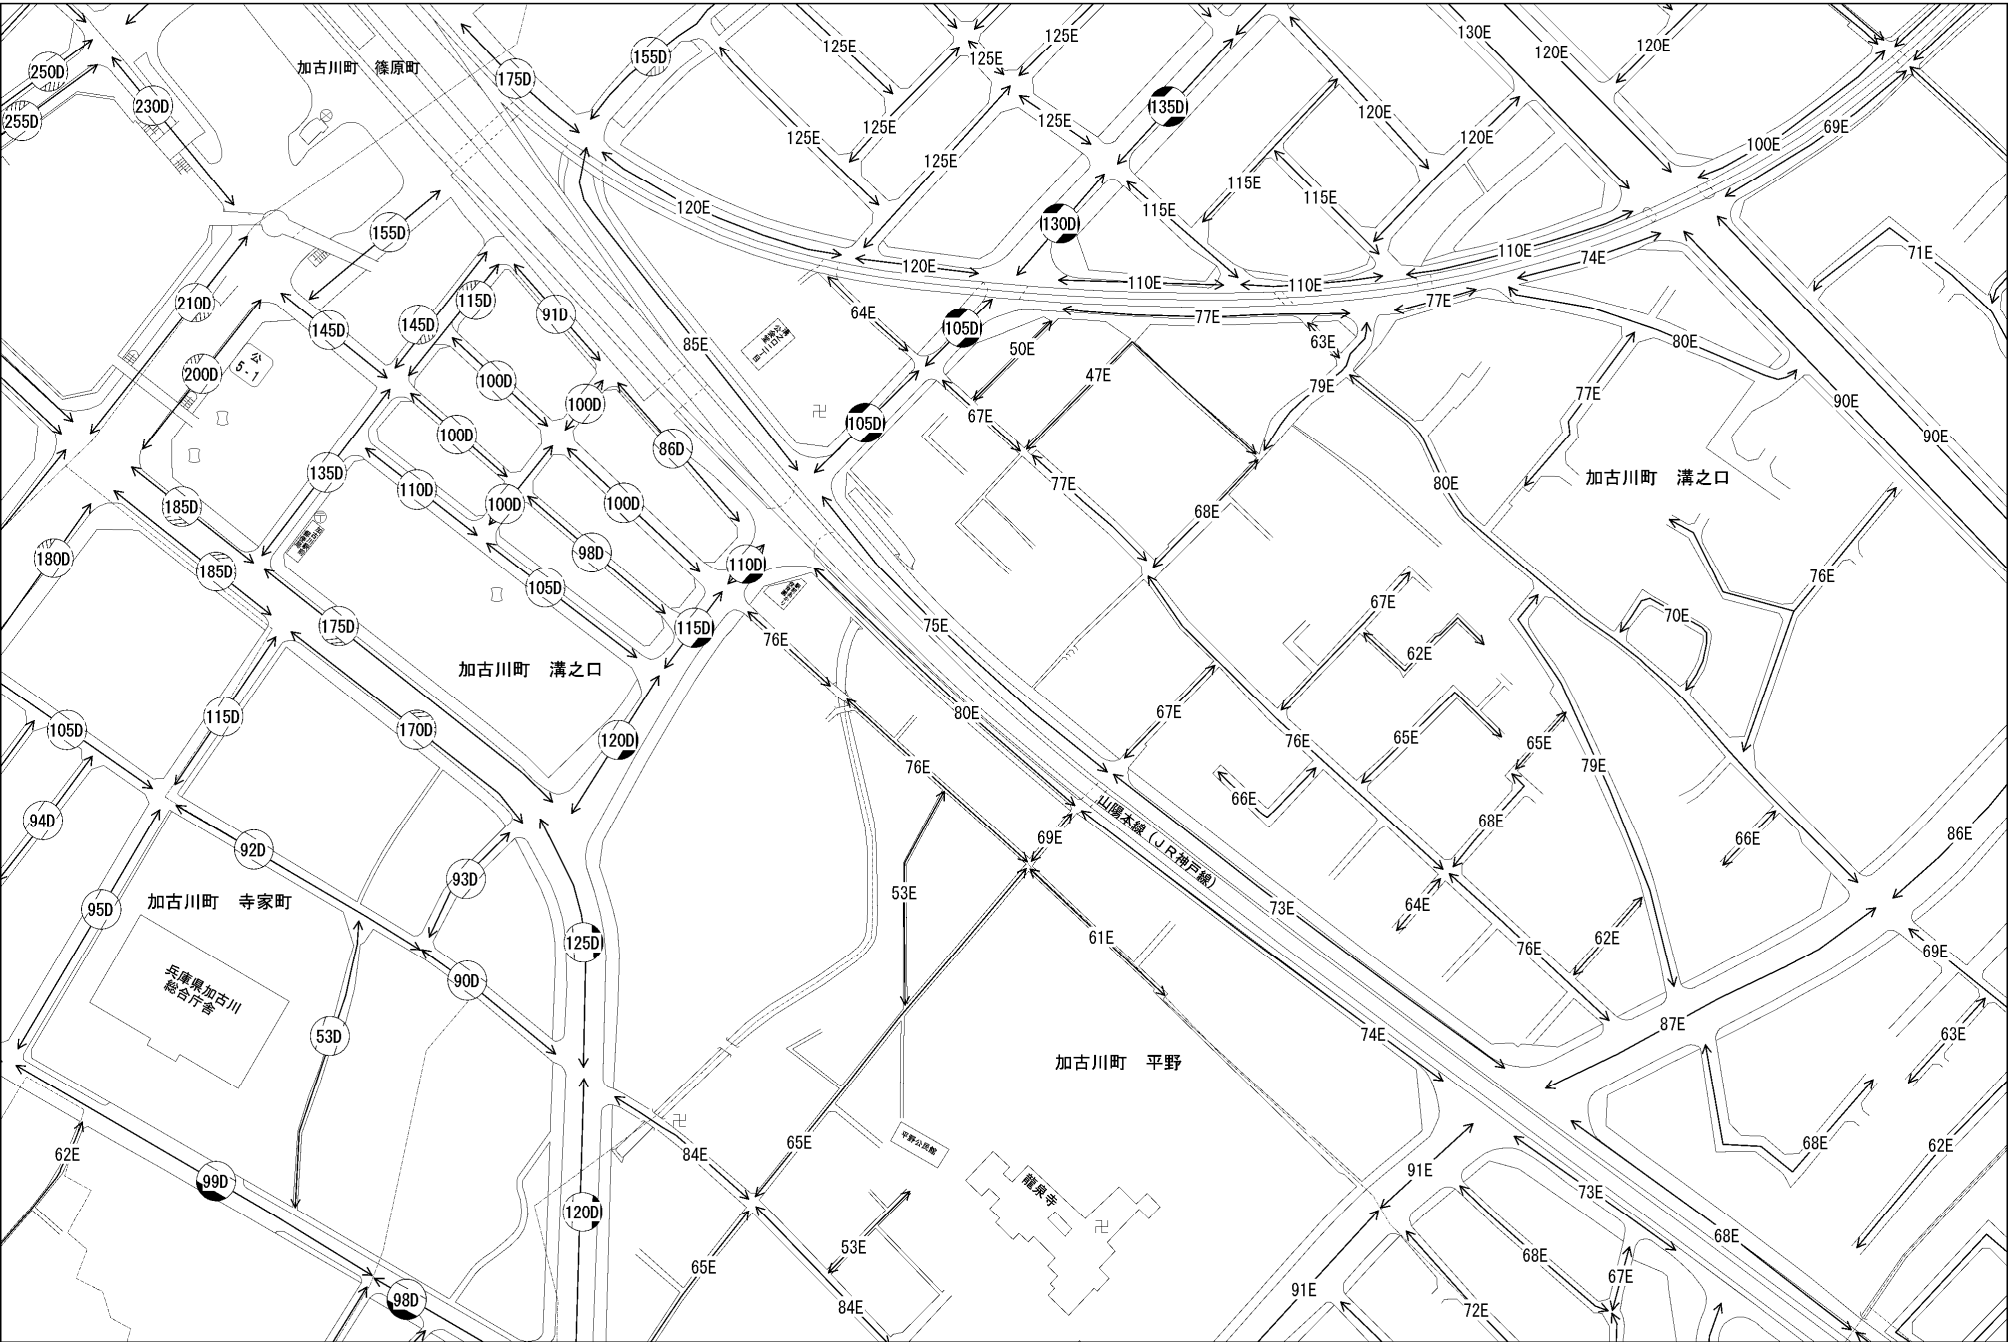 125E
125E
130E
120E
120E
250D
加古川町　篠原町
155D
125E
175D
230D
255D
135D
120E
100E
69E
125E
125E
125E
120E
125E
115E
115E
120E
115E
155D
130D
110E
71E
120E
74E
110E
110E
210D
115D
77E
145D
145D
91D
64E
105D
77E
85E
50E
63E
80E
公
5-1
200D
100D
47E
79E
77E
90E
100D
67E
105D
100D
86D
90E
135D
加古川町　溝之口
110D
77E
80E
185D
100D
100D
68E
180D
185D
98D
110D
76E
105D
67E
70E
175D
115D
76E
75E
62E
加古川町　溝之口
115D
105D
170D
120D
80E
67E
76E
65E
65E
76E
79E
山陽本線(JR神戸線)
66E
94D
68E
86E
92D
69E
66E
93D
53E
加古川町　寺家町
64E
95D
73E
125D
61E
62E
76E
69E
90D
兵庫県加古川
総合庁舎
53D
74E
87E
63E
加古川町　平野
65E
68E
62E
62E
84E
平野公民館
91E
99D
龍泉寺
73E
120D
53E
68E
68E
65E
67E
98D
84E
91E
72E